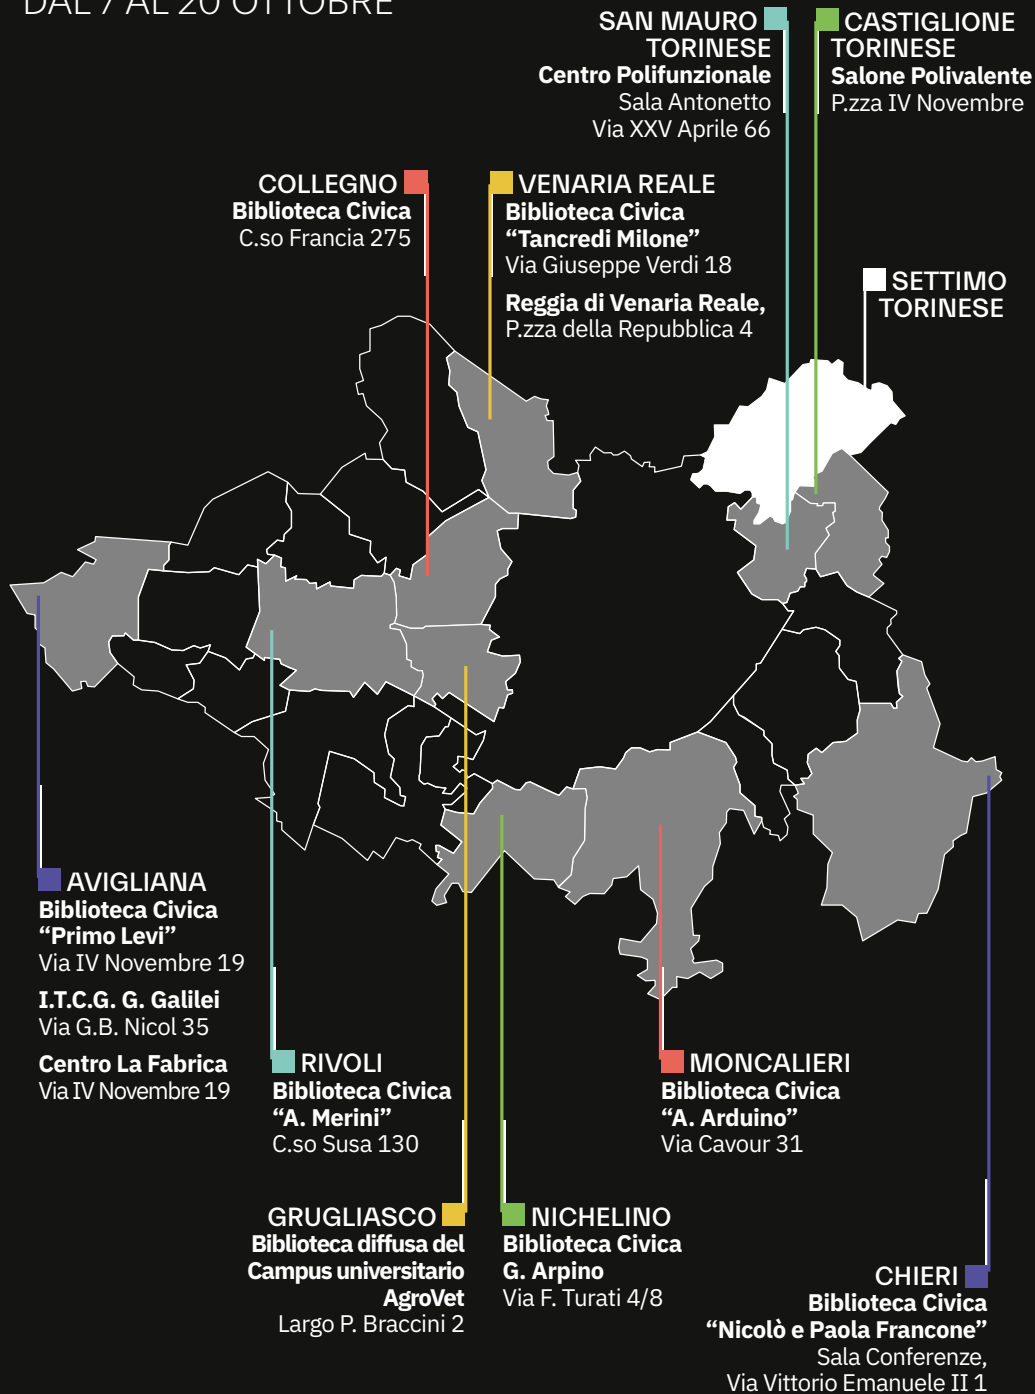 DAL 7 AL 20 OTTOBRE
SAN MAURO
TORINESE
Centro Polifunzionale
Sala Antonetto
Via XXV Aprile 66
CASTIGLIONE
TORINESE
Salone Polivalente
P.zza IV Novembre
COLLEGNO
Biblioteca Civica
C.so Francia 275
VENARIA REALE
Biblioteca Civica
“Tancredi Milone”
Via Giuseppe Verdi 18
Reggia di Venaria Reale,
P.zza della Repubblica 4
SETTIMO
TORINESE
AVIGLIANA
Biblioteca Civica
“Primo Levi”
Via IV Novembre 19
I.T.C.G. G. Galilei
Via G.B. Nicol 35
Centro La Fabrica
Via IV Novembre 19
RIVOLI
Biblioteca Civica
“A. Merini”
C.so Susa 130
MONCALIERI
Biblioteca Civica
“A. Arduino”
Via Cavour 31
GRUGLIASCO
Biblioteca diffusa del
Campus universitario
AgroVet
Largo P. Braccini 2
NICHELINO
Biblioteca Civica
G. Arpino
Via F. Turati 4/8
CHIERI
Biblioteca Civica
“Nicolò e Paola Francone”
Sala Conferenze,
Via Vittorio Emanuele II 1